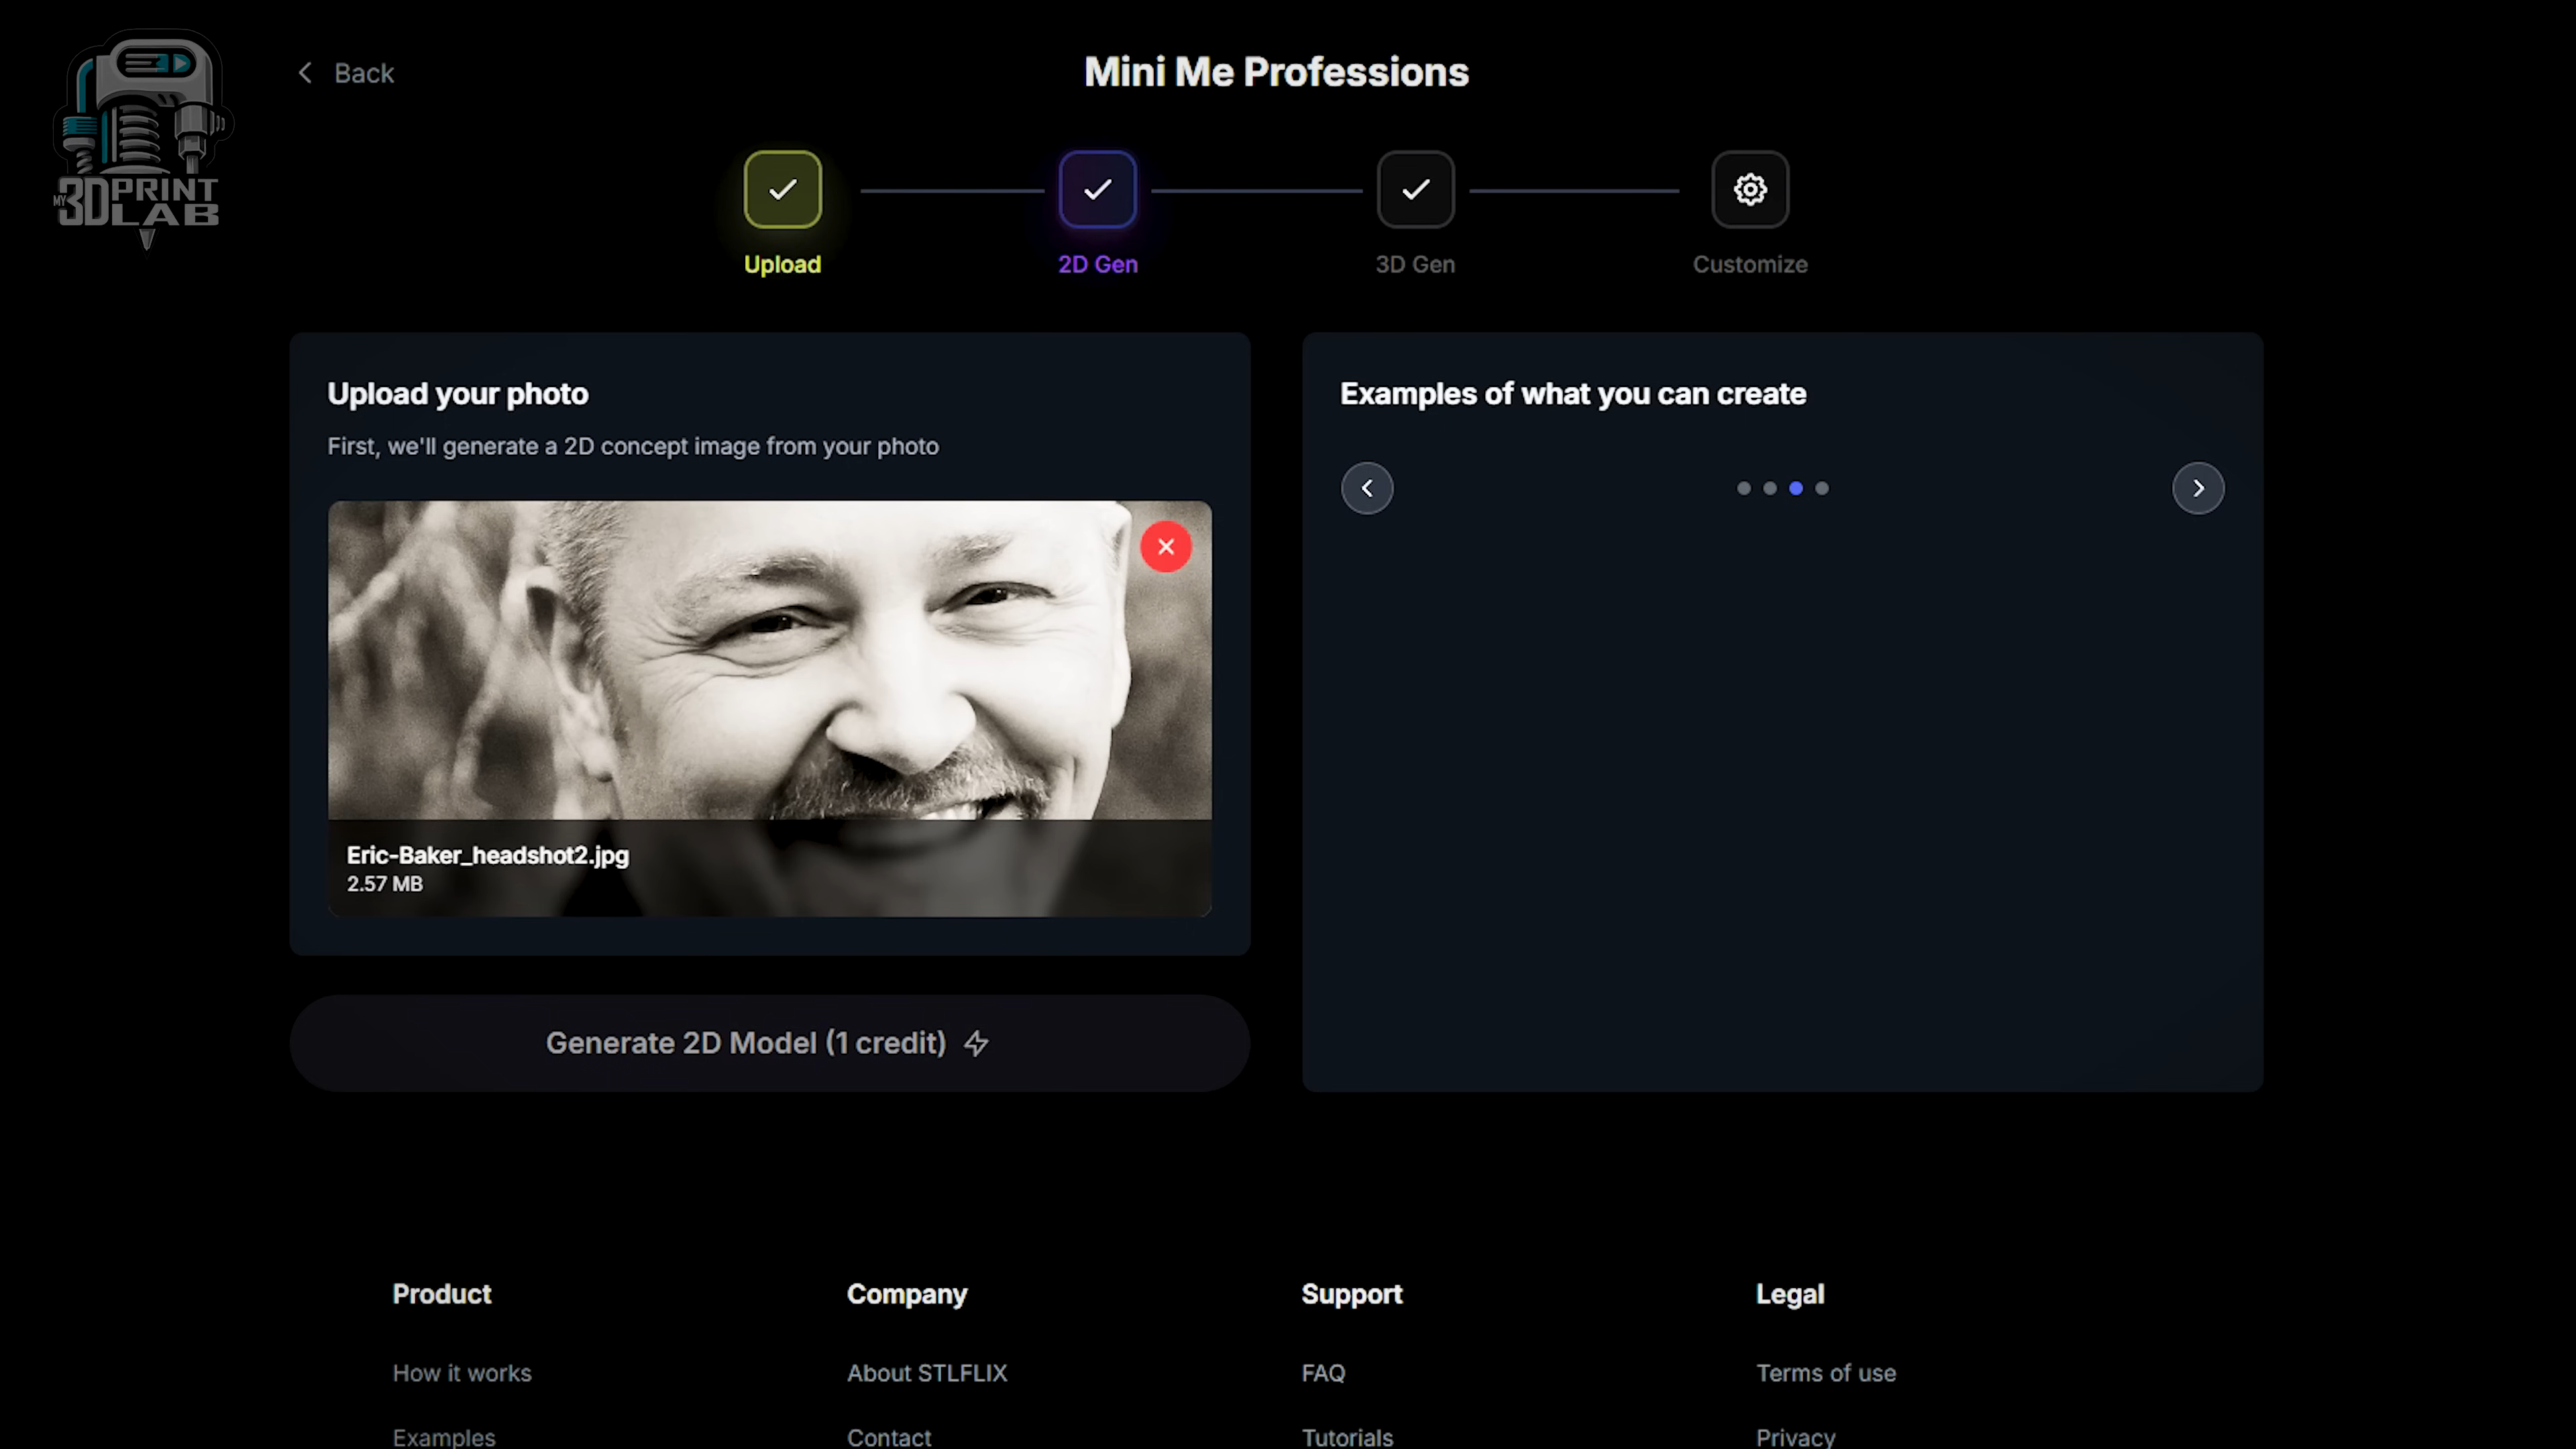 MY 3D PRINT LAB
Back
Mini Me Professions
Upload
2D Gen
3D Gen
Customize
Upload your photo
First, we'll generate a 2D concept image from your photo
Eric-Baker_headshot2.jpg
2.57 MB
Generate 2D Model (1 credit)
Examples of what you can create
Product
Company
Support
Legal
How it works
About STLFLIX
FAQ
Terms of use
Examples
Contact
Tutorials
Privacy